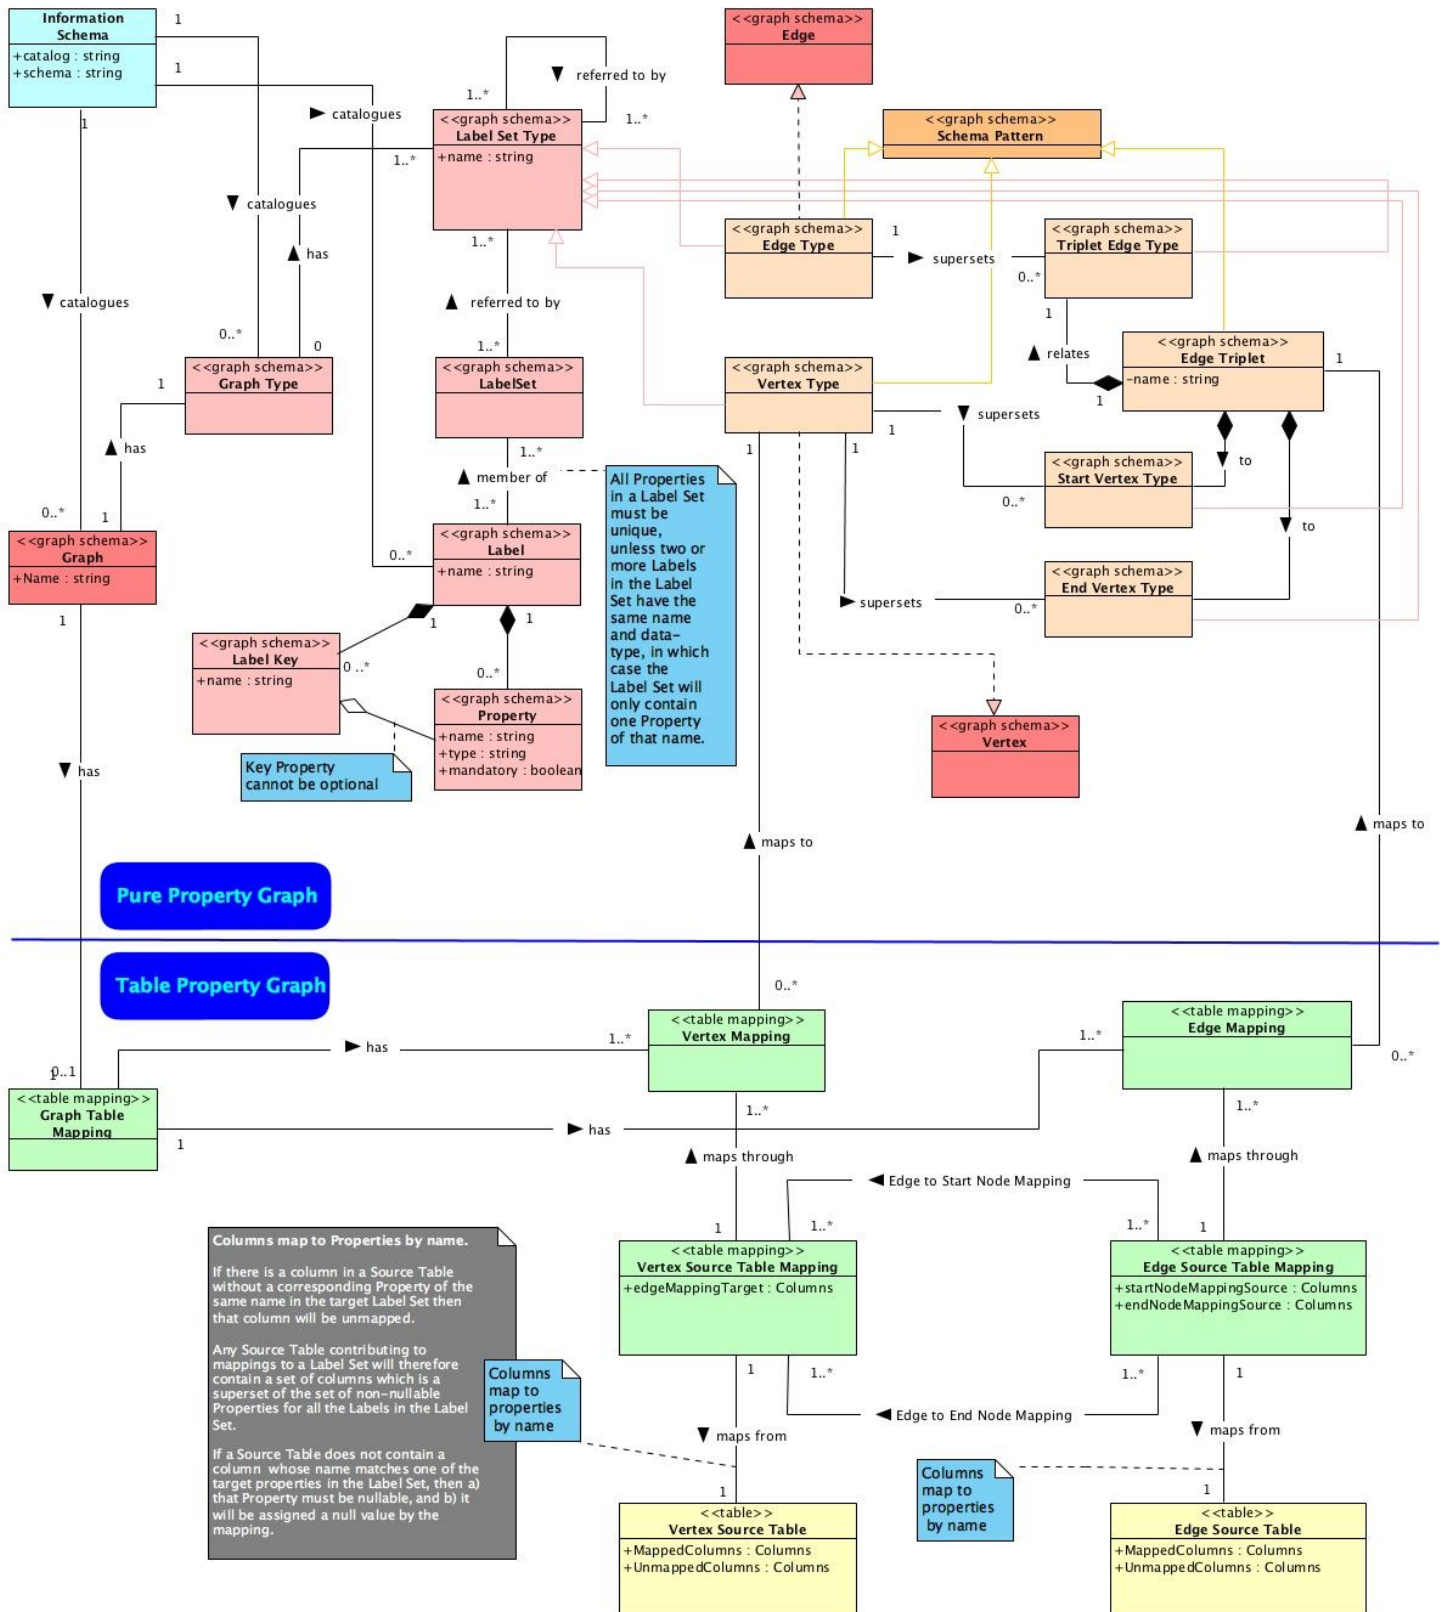 Information
Schema
+catalog : string
+schema : string
1
1
1
catalogues
catalogues
catalogues
1..*
referred to by
1..*
<<graph schema>>
Label Set Type
+name : string
1..*
1..*
has
0..*
0
<<graph schema>>
Graph Type
1
has
0..*
1
<<graph schema>>
Graph
+Name : string
1
has
referred to by
1..*
<<graph schema>>
LabelSet
1..*
member of
1..*
0..*
<<graph schema>>
Label
+name : string
1
1
<<graph schema>>
Label Key
+name : string
0 ..*
0..*
<<graph schema>>
Property
+name : string
+type : string
+mandatory : boolean
Key Property
cannot be optional
All Properties
in a Label Set
must be
unique,
unless two or
more Labels
in the Label
Set have the
same name
and data-
type, in which
case the
Label Set will
only contain
one Property
of that name.
<<graph schema>>
Edge
<<graph schema>>
Schema Pattern
<<graph schema>>
Edge Type
1
supersets
0..*
<<graph schema>>
Triplet Edge Type
1
relates
1
<<graph schema>>
Edge Triplet
-name : string
1
<<graph schema>>
Vertex Type
1
supersets
0..*
1
1
<<graph schema>>
Start Vertex Type
to
to
supersets
0..*
<<graph schema>>
End Vertex Type
<<graph schema>>
Vertex
maps to
maps to
Pure Property Graph
Table Property Graph
0..*
<<table mapping>>
Vertex Mapping
1..*
has
0..1
1
<<table mapping>>
Graph Table
Mapping
1
has
1..*
<<table mapping>>
Edge Mapping
0..*
1..*
maps through
1
1..*
maps through
1
Edge to Start Node Mapping
1..*
1..*
<<table mapping>>
Vertex Source Table Mapping
+edgeMappingTarget : Columns
<<table mapping>>
Edge Source Table Mapping
+startNodeMappingSource : Columns
+endNodeMappingSource : Columns
1
1..*
1..*
1
Edge to End Node Mapping
maps from
maps from
Columns map to Properties by name.
If there is a column in a Source Table
without a corresponding Property of the
same name in the target Label Set then
that column will be unmapped.
Any Source Table contributing to
mappings to a Label Set will therefore
contain a set of columns which is a
superset of the set of non-nullable
Properties for all the Labels in the Label
Set.
If a Source Table does not contain a
column whose name matches one of the
target properties in the Label Set, then a)
that Property must be nullable, and b) it
will be assigned a null value by the
mapping.
Columns
map to
properties
by name
Columns
map to
properties
by name
1
<<table>>
Vertex Source Table
+MappedColumns : Columns
+UnmappedColumns : Columns
1
<<table>>
Edge Source Table
+MappedColumns : Columns
+UnmappedColumns : Columns